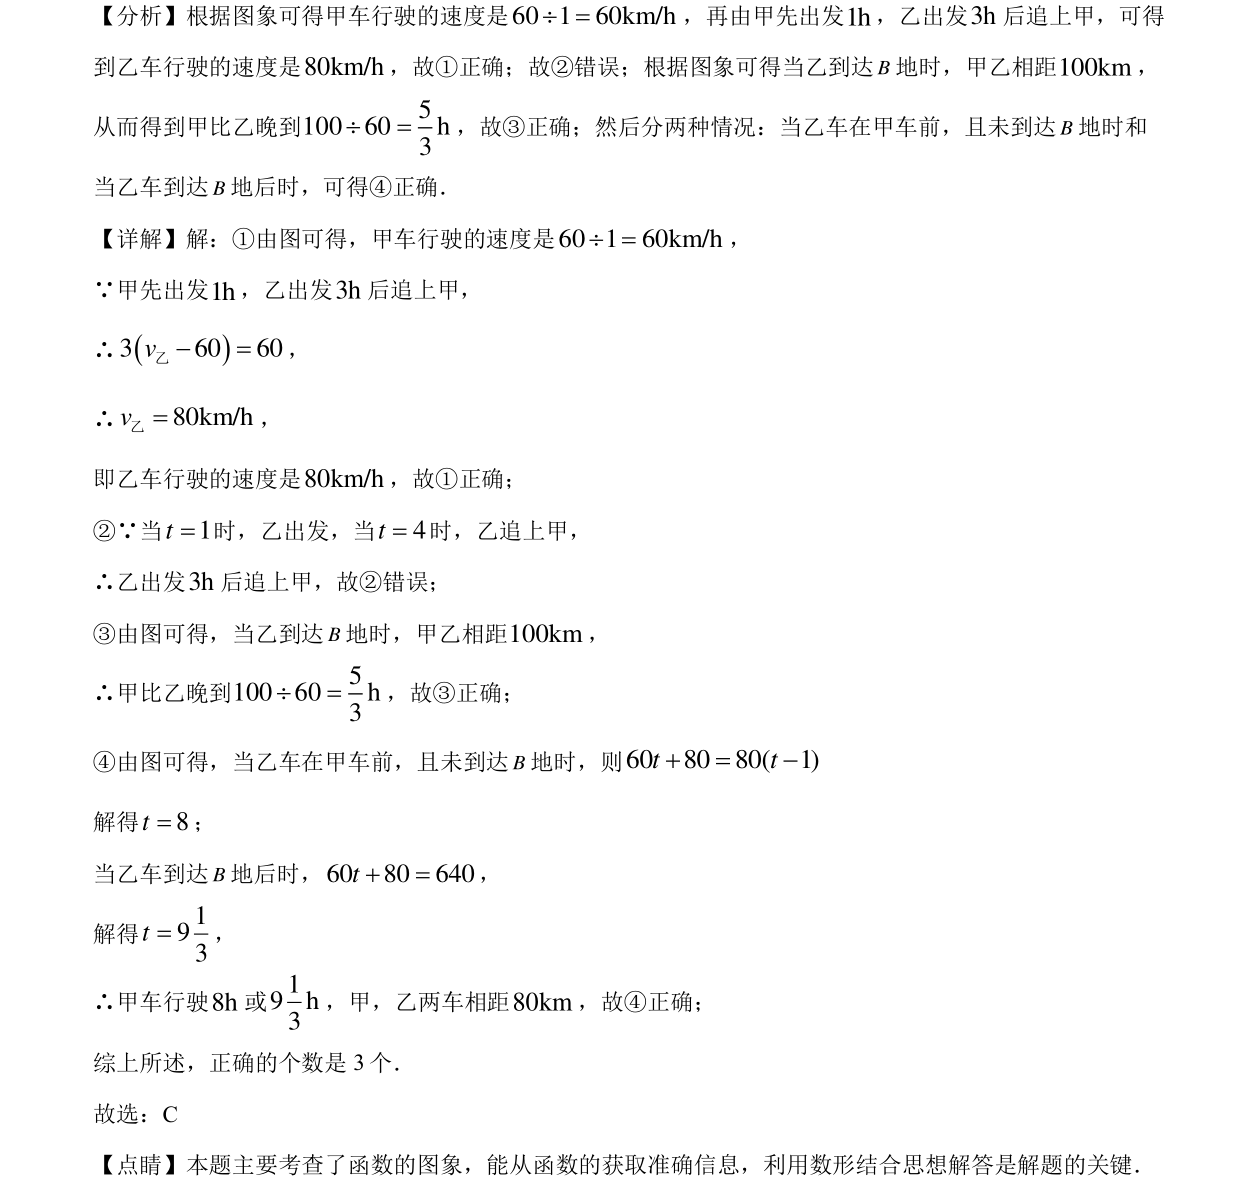 【分析】根据图象可得甲车行驶的速度是60÷1=60km/h，再由甲先出发1h，乙出发3h后追上甲，可得
到乙车行驶的速度是80km/h，故①正确；故②错误；根据图象可得当乙到达B地时，甲乙相距100km，
从而得到甲比乙晚到100÷60=5/3h，故③正确；然后分两种情况：当乙车在甲车前，且未到达B地时和
当乙车到达B地后时，可得④正确．
【详解】解：①由图可得，甲车行驶的速度是60÷1=60km/h，
∵甲先出发1h，乙出发3h后追上甲，
∴3(v乙−60)=60，
∴v乙=80km/h，
即乙车行驶的速度是80km/h，故①正确；
②∵当t=1时，乙出发，当t=4时，乙追上甲，
∴乙出发3h后追上甲，故②错误；
③由图可得，当乙到达B地时，甲乙相距100km，
∴甲比乙晚到100÷60=5/3h，故③正确；
④由图可得，当乙车在甲车前，且未到达B地时，则60t+80=80(t−1)
解得t=8；
当乙车到达B地后时，60t+80=640，
解得t=9 1/3，
∴甲车行驶8h或9 1/3h，甲，乙两车相距80km，故④正确；
综上所述，正确的个数是3个．
故选：C
【点睛】本题主要考查了函数的图象，能从函数的获取准确信息，利用数形结合思想解答是解题的关键．